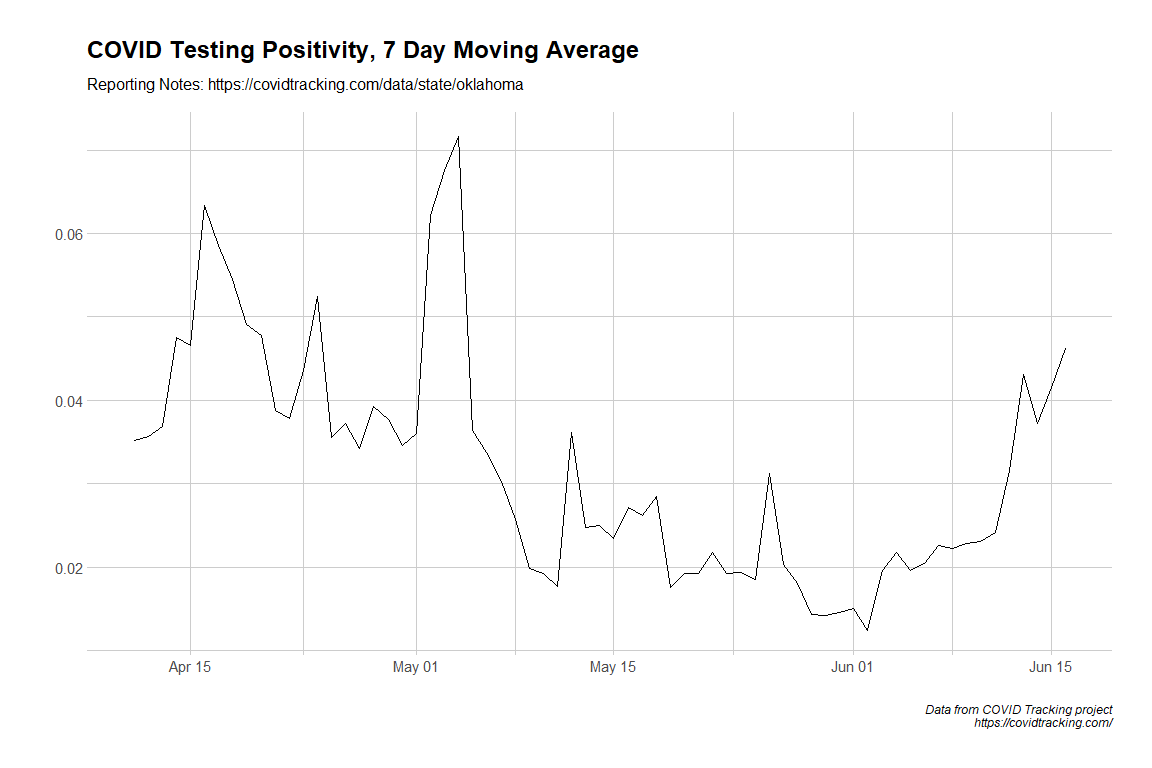 COVID Testing Positivity, 7 Day Moving Average
Reporting Notes: https://covidtracking.com/data/state/oklahoma
0.06
0.04
0.02
Apr 15 May 01 May 15 Jun 01 Jun 15
Data from COVID Tracking project
https://covidtracking.com/